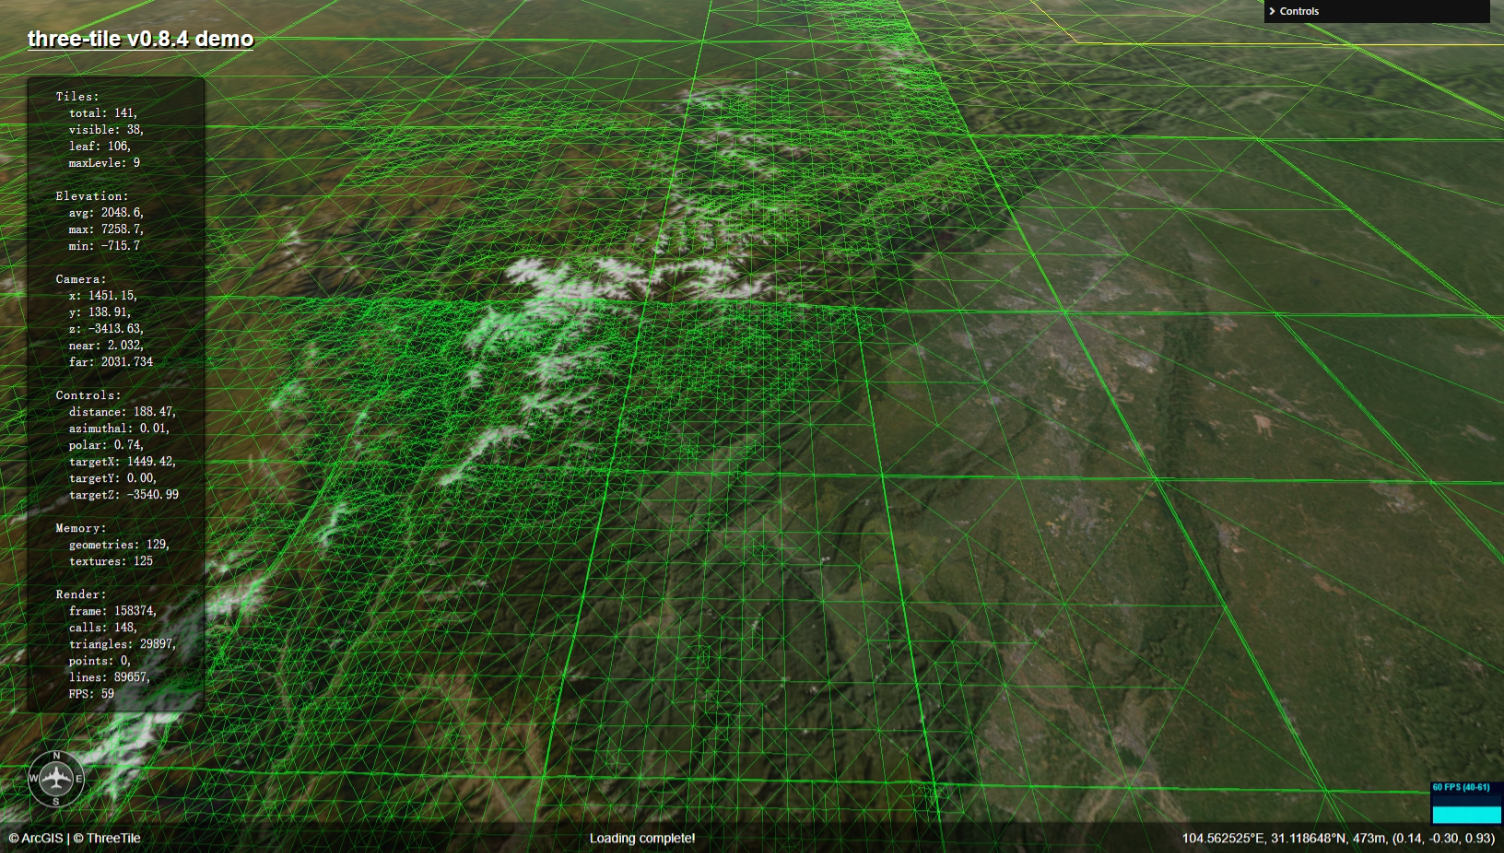 three-tile v0.8.4 demo
Controls
Tiles:
total: 141,
visible: 38,
leaf: 106,
maxLevle: 9
Elevation:
avg: 2048.6,
max: 7258.7,
min: -715.7
Camera:
x: 1451.15,
y: 138.91,
z: -3413.63,
near: 2.032,
far: 2031.734
Controls:
distance: 188.47,
azimuthal: 0.01,
polar: 0.74,
targetX: 1449.42,
targetY: 0.00,
targetZ: -3540.99
Memory:
geometries: 129,
textures: 125
Render:
frame: 158374,
calls: 148,
triangles: 29897,
points: 0,
lines: 89657,
FPS: 59
N
W E
S
60 FPS (40-61)
© ArcGIS | © ThreeTile
Loading complete!
104.562525°E, 31.118648°N, 473m, (0.14, -0.30, 0.93)